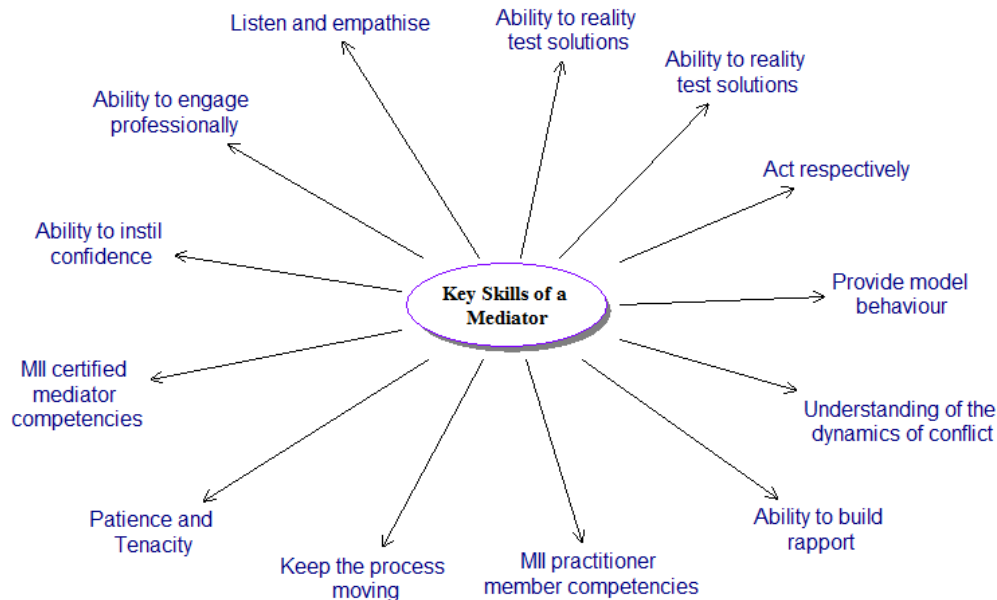 Listen and empathise
Ability to reality
test solutions
Ability to reality
test solutions
Ability to engage
professionally
Act respectively
Ability to instil
confidence
Key Skills of a
Mediator
Provide model
behaviour
MII certified
mediator
competencies
Understanding of the
dynamics of conflict
Patience and
Tenacity
Keep the process
moving
MII practitioner
member competencies
Ability to build
rapport